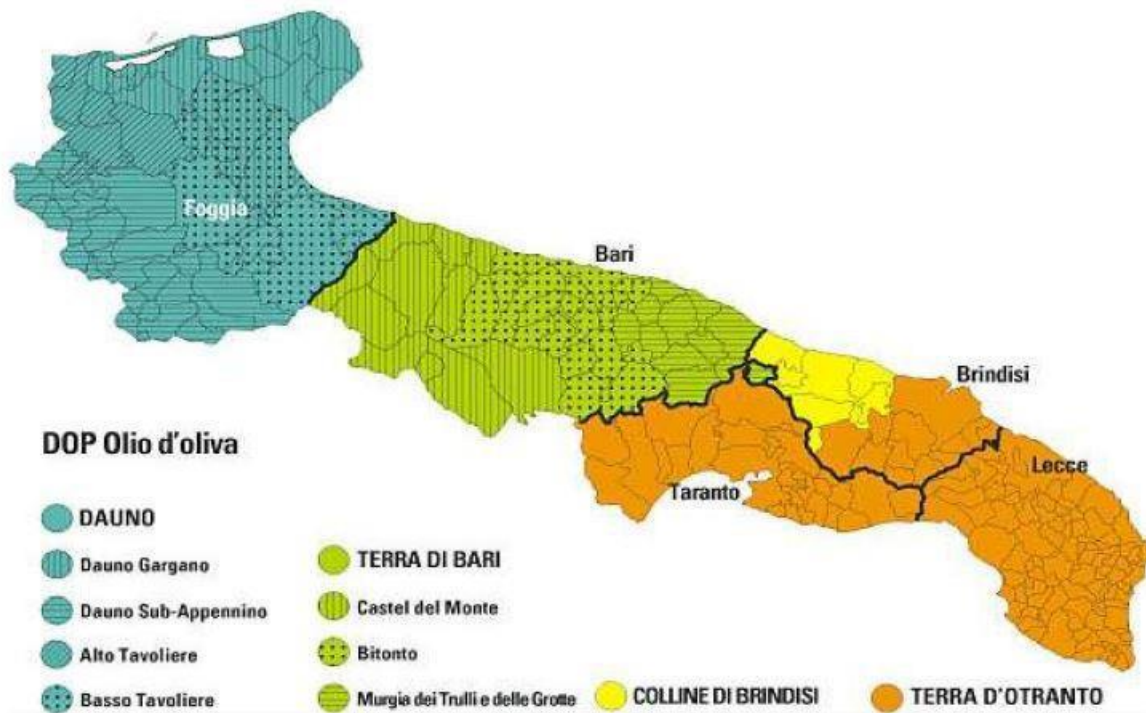 Foggia
Bari
Brindisi
Lecce
Taranto
DOP Olio d'oliva
DAUNO
Dauno Gargano
Dauno Sub-Appennino
Alto Tavoliere
Basso Tavoliere
TERRA DI BARI
Castel del Monte
Bitonto
Murgia dei Trulli e delle Grotte
COLLINE DI BRINDISI
TERRA D'OTRANTO